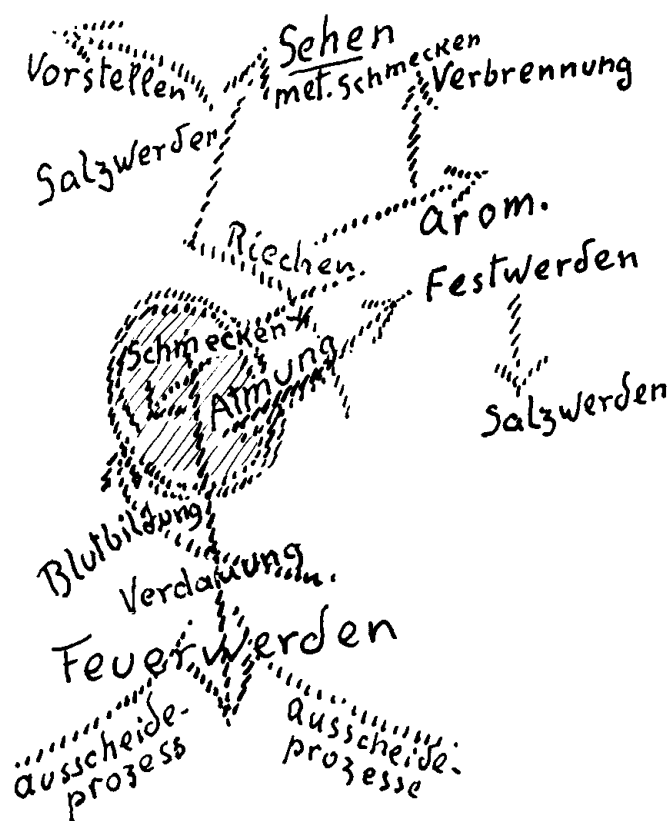 Sehen
met. Schmecken
Vorstellen
Verbrennung
Salzwerden
arom.
Riechen
Festwerden
Schmecken
Atmung
Salzwerden
Blutbildung
Verdauung
Feuerwerden
ausscheide-
prozess
ausscheide-
prozesse